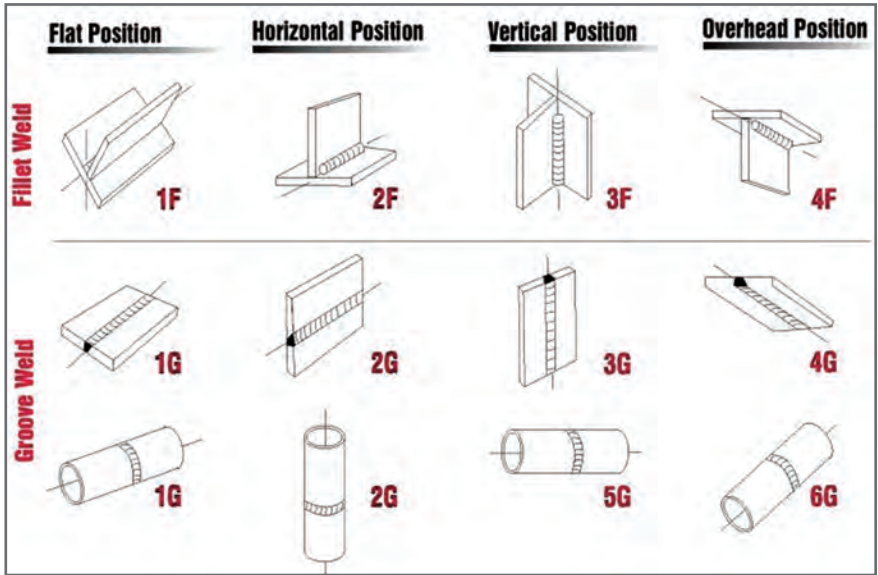 Flat Position
Horizontal Position
Vertical Position
Overhead Position
Fillet Weld
1F
2F
3F
4F
Groove Weld
1G
2G
3G
4G
1G
2G
5G
6G